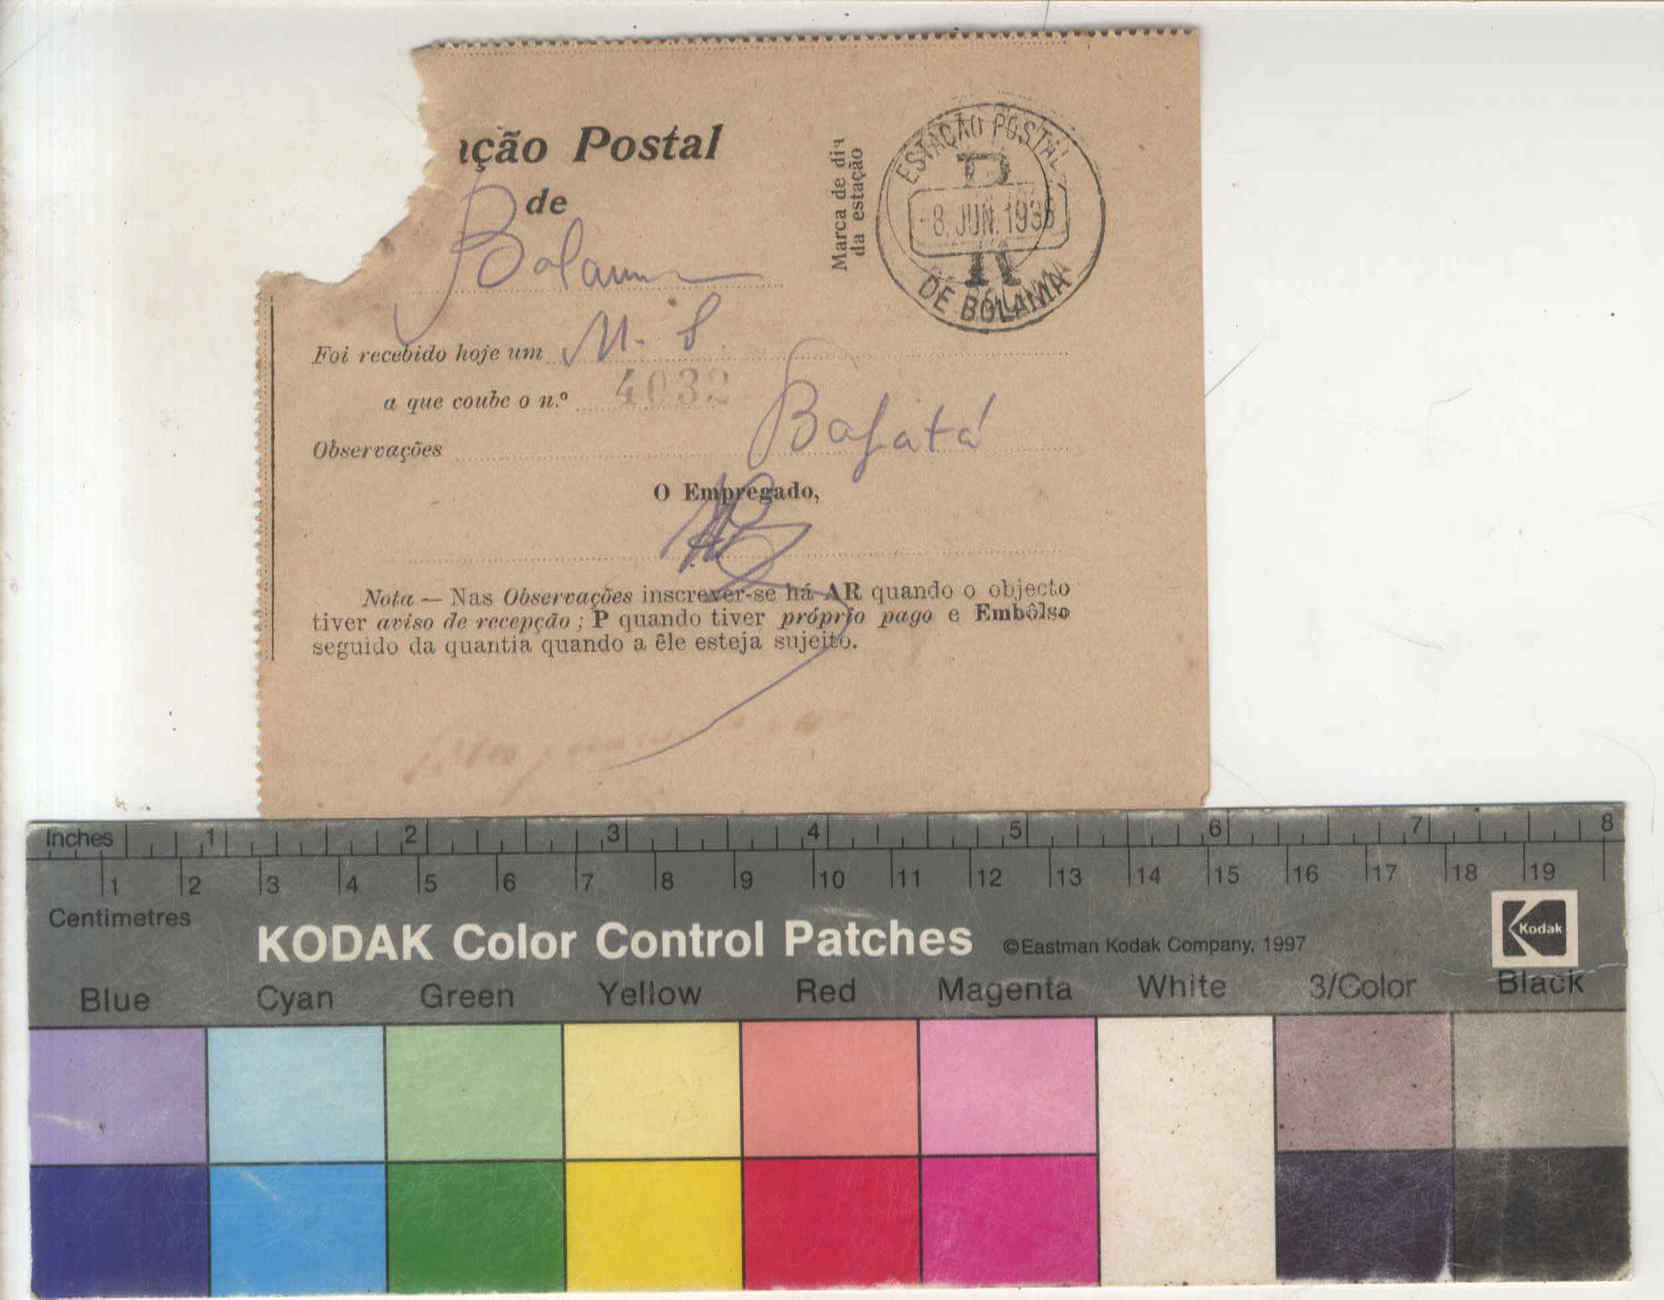 ação Postal
de
Bolama
Marca de dia
da estação
ESTAÇÃO POSTAL
-8. JUN. 193
DE BOLAMA
Foi recebido hoje um M. S
a que coube o n.º 4032
Observações Bafatá
O Empregado,
Nota — Nas Observações inscrever-se há AR quando o objecto
tiver aviso de recepção; P quando tiver próprio pago e Embôlso
seguido da quantia quando a êle esteja sujeito.
Inches 1 2 3 4 5 6 7 8
1 2 3 4 5 6 7 8 9 10 11 12 13 14 15 16 17 18 19
Centimetres
KODAK Color Control Patches ©Eastman Kodak Company, 1997 Kodak
Blue Cyan Green Yellow Red Magenta White 3/Color Black